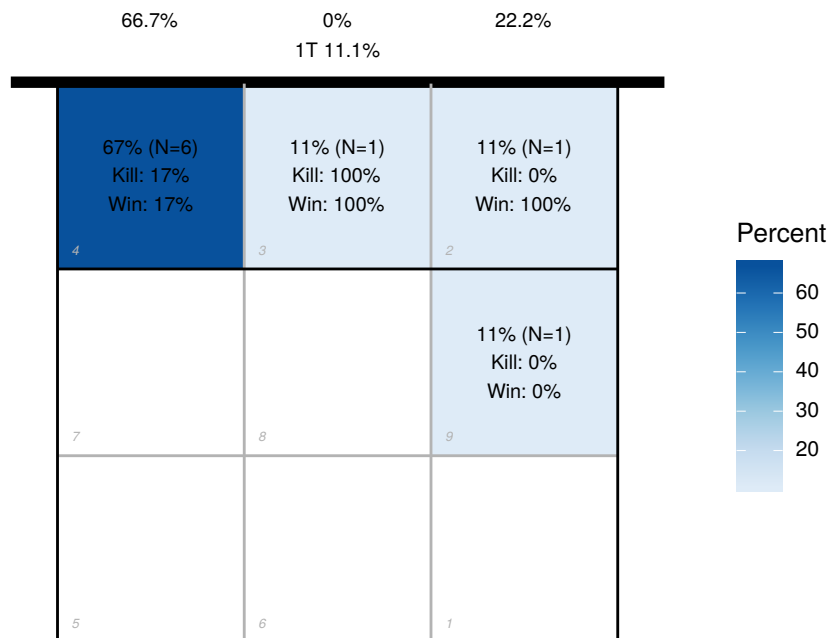 66.7% 0% 22.2%
1T 11.1%
67% (N=6) 11% (N=1) 11% (N=1)
Kill: 17% Kill: 100% Kill: 0%
Win: 17% Win: 100% Win: 100%
4 3 2
11% (N=1)
Kill: 0%
Win: 0%
7 8 9
5 6 1
Percent
60
50
40
30
20